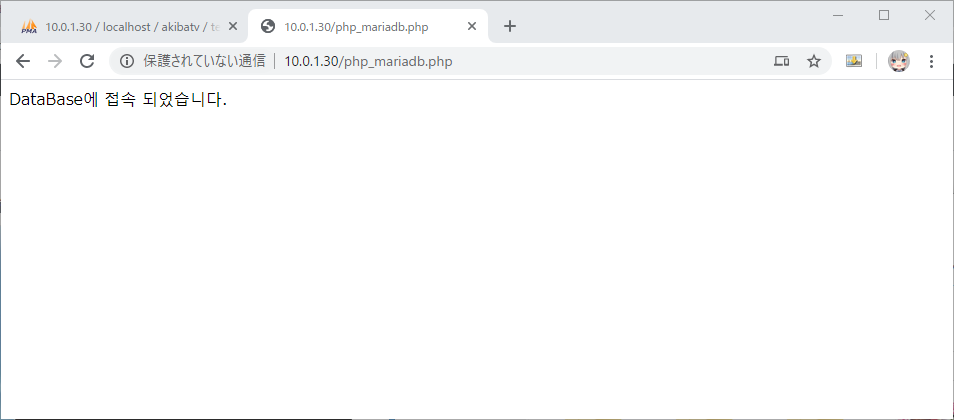 PMA
10.0.1.30 / localhost / akibatv / te
10.0.1.30/php_mariadb.php
保護されていない通信
10.0.1.30/php_mariadb.php
DataBase에 접속 되었습니다.